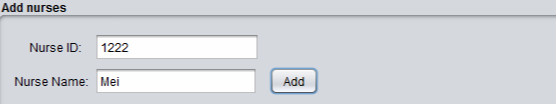 Add nurses
Nurse ID: 1222
Nurse Name: Mei Add